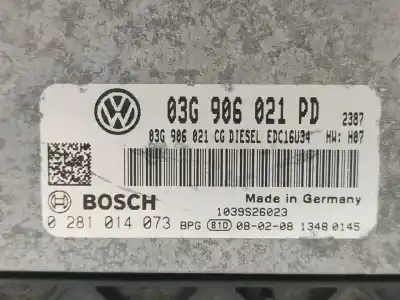 03G 906 021 PD 2387
03G 906 021 CG DIESEL EDC16U34 HW: H07
BOSCH Made in Germany
1039S26023
0 281 014 073 BPG 81D 08-02-08 1348 0145